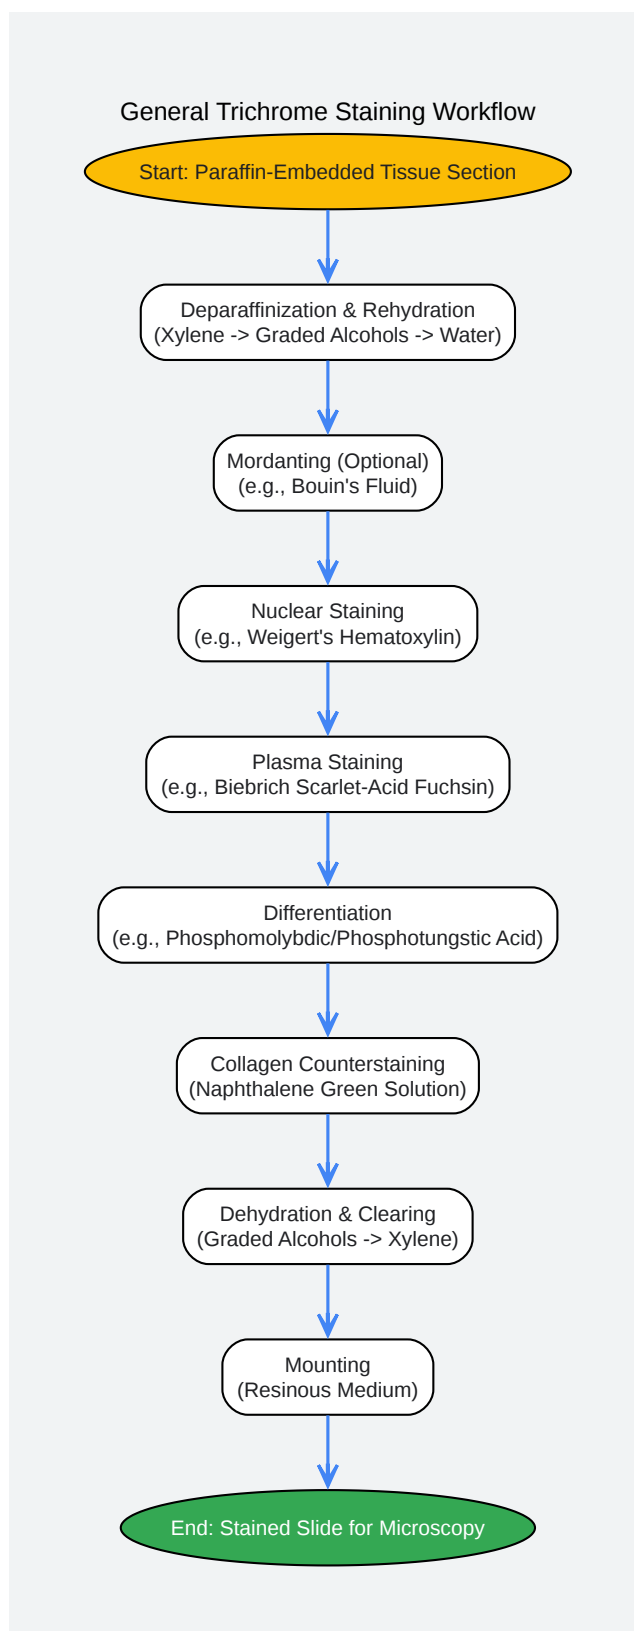 General Trichrome Staining Workflow
Start: Paraffin-Embedded Tissue Section
Deparaffinization & Rehydration
(Xylene -> Graded Alcohols -> Water)
Mordanting (Optional)
(e.g., Bouin's Fluid)
Nuclear Staining
(e.g., Weigert's Hematoxylin)
Plasma Staining
(e.g., Biebrich Scarlet-Acid Fuchsin)
Differentiation
(e.g., Phosphomolybdic/Phosphotungstic Acid)
Collagen Counterstaining
(Naphthalene Green Solution)
Dehydration & Clearing
(Graded Alcohols -> Xylene)
Mounting
(Resinous Medium)
End: Stained Slide for Microscopy